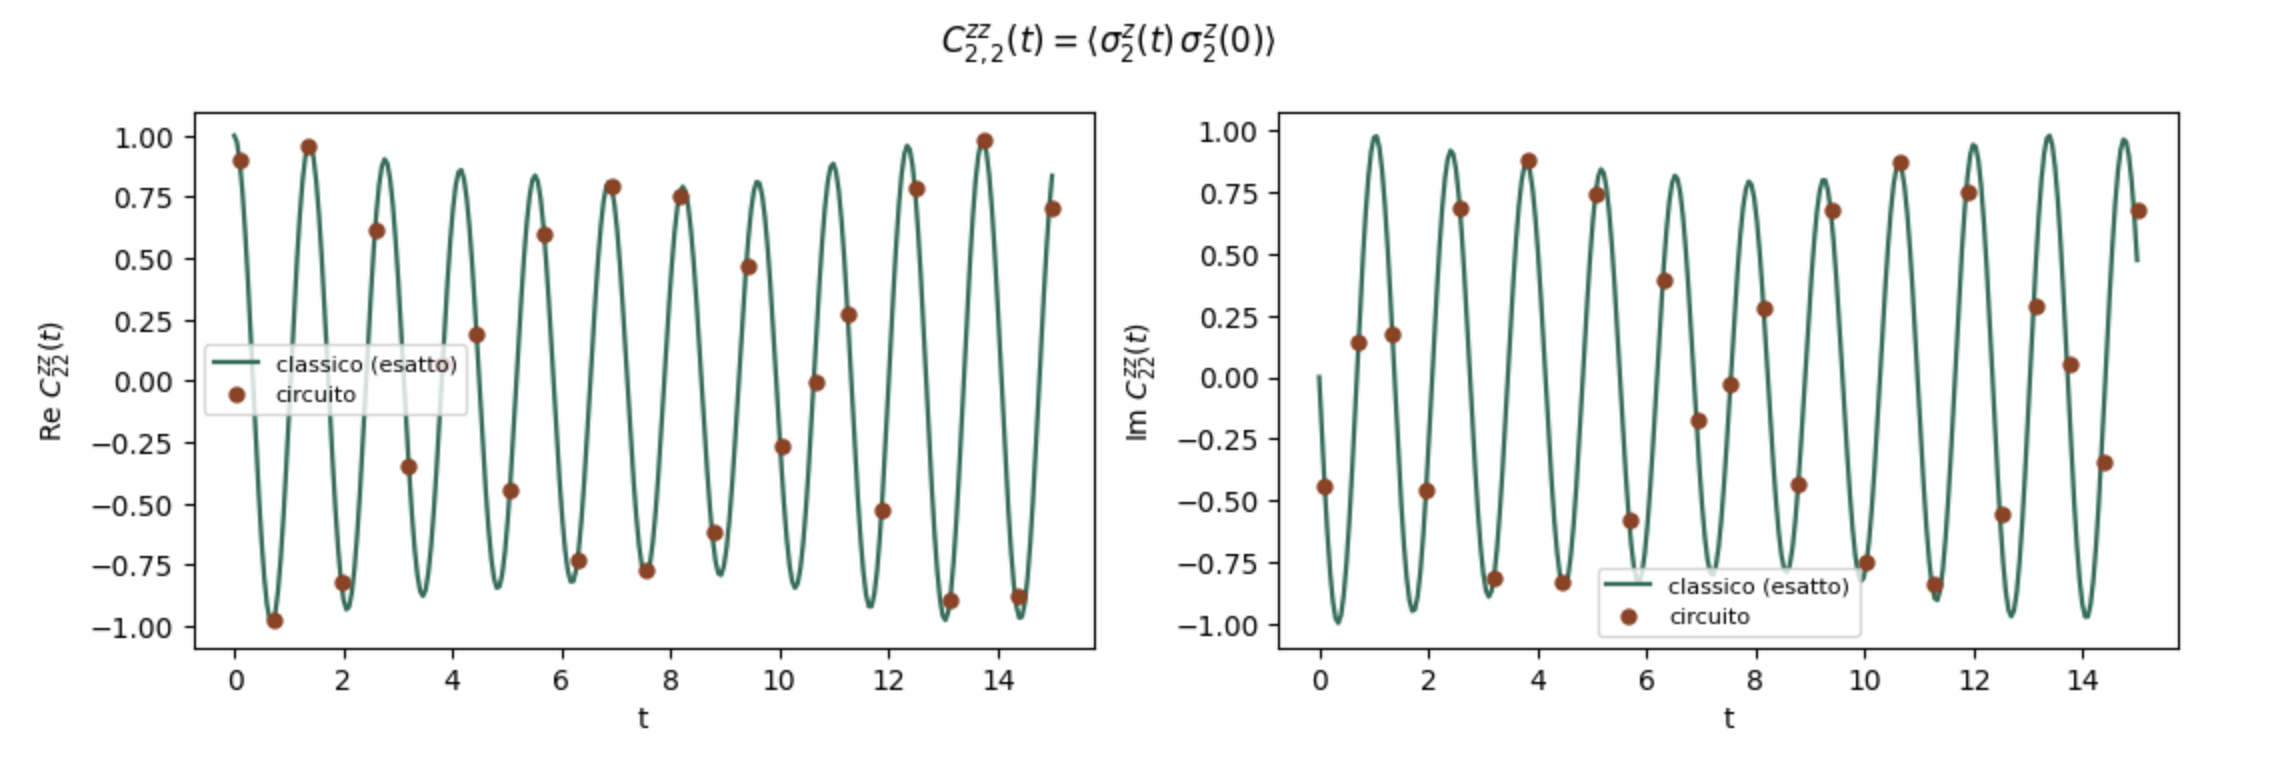 C^{zz}_{2,2}(t) = ⟨σ^z_2(t) σ^z_2(0)⟩
Re C^{zz}_{22}(t)
1.00
0.75
0.50
0.25
0.00
−0.25
−0.50
−0.75
−1.00
classico (esatto)
circuito
0 2 4 6 8 10 12 14
t
Im C^{zz}_{22}(t)
1.00
0.75
0.50
0.25
0.00
−0.25
−0.50
−0.75
−1.00
classico (esatto)
circuito
0 2 4 6 8 10 12 14
t